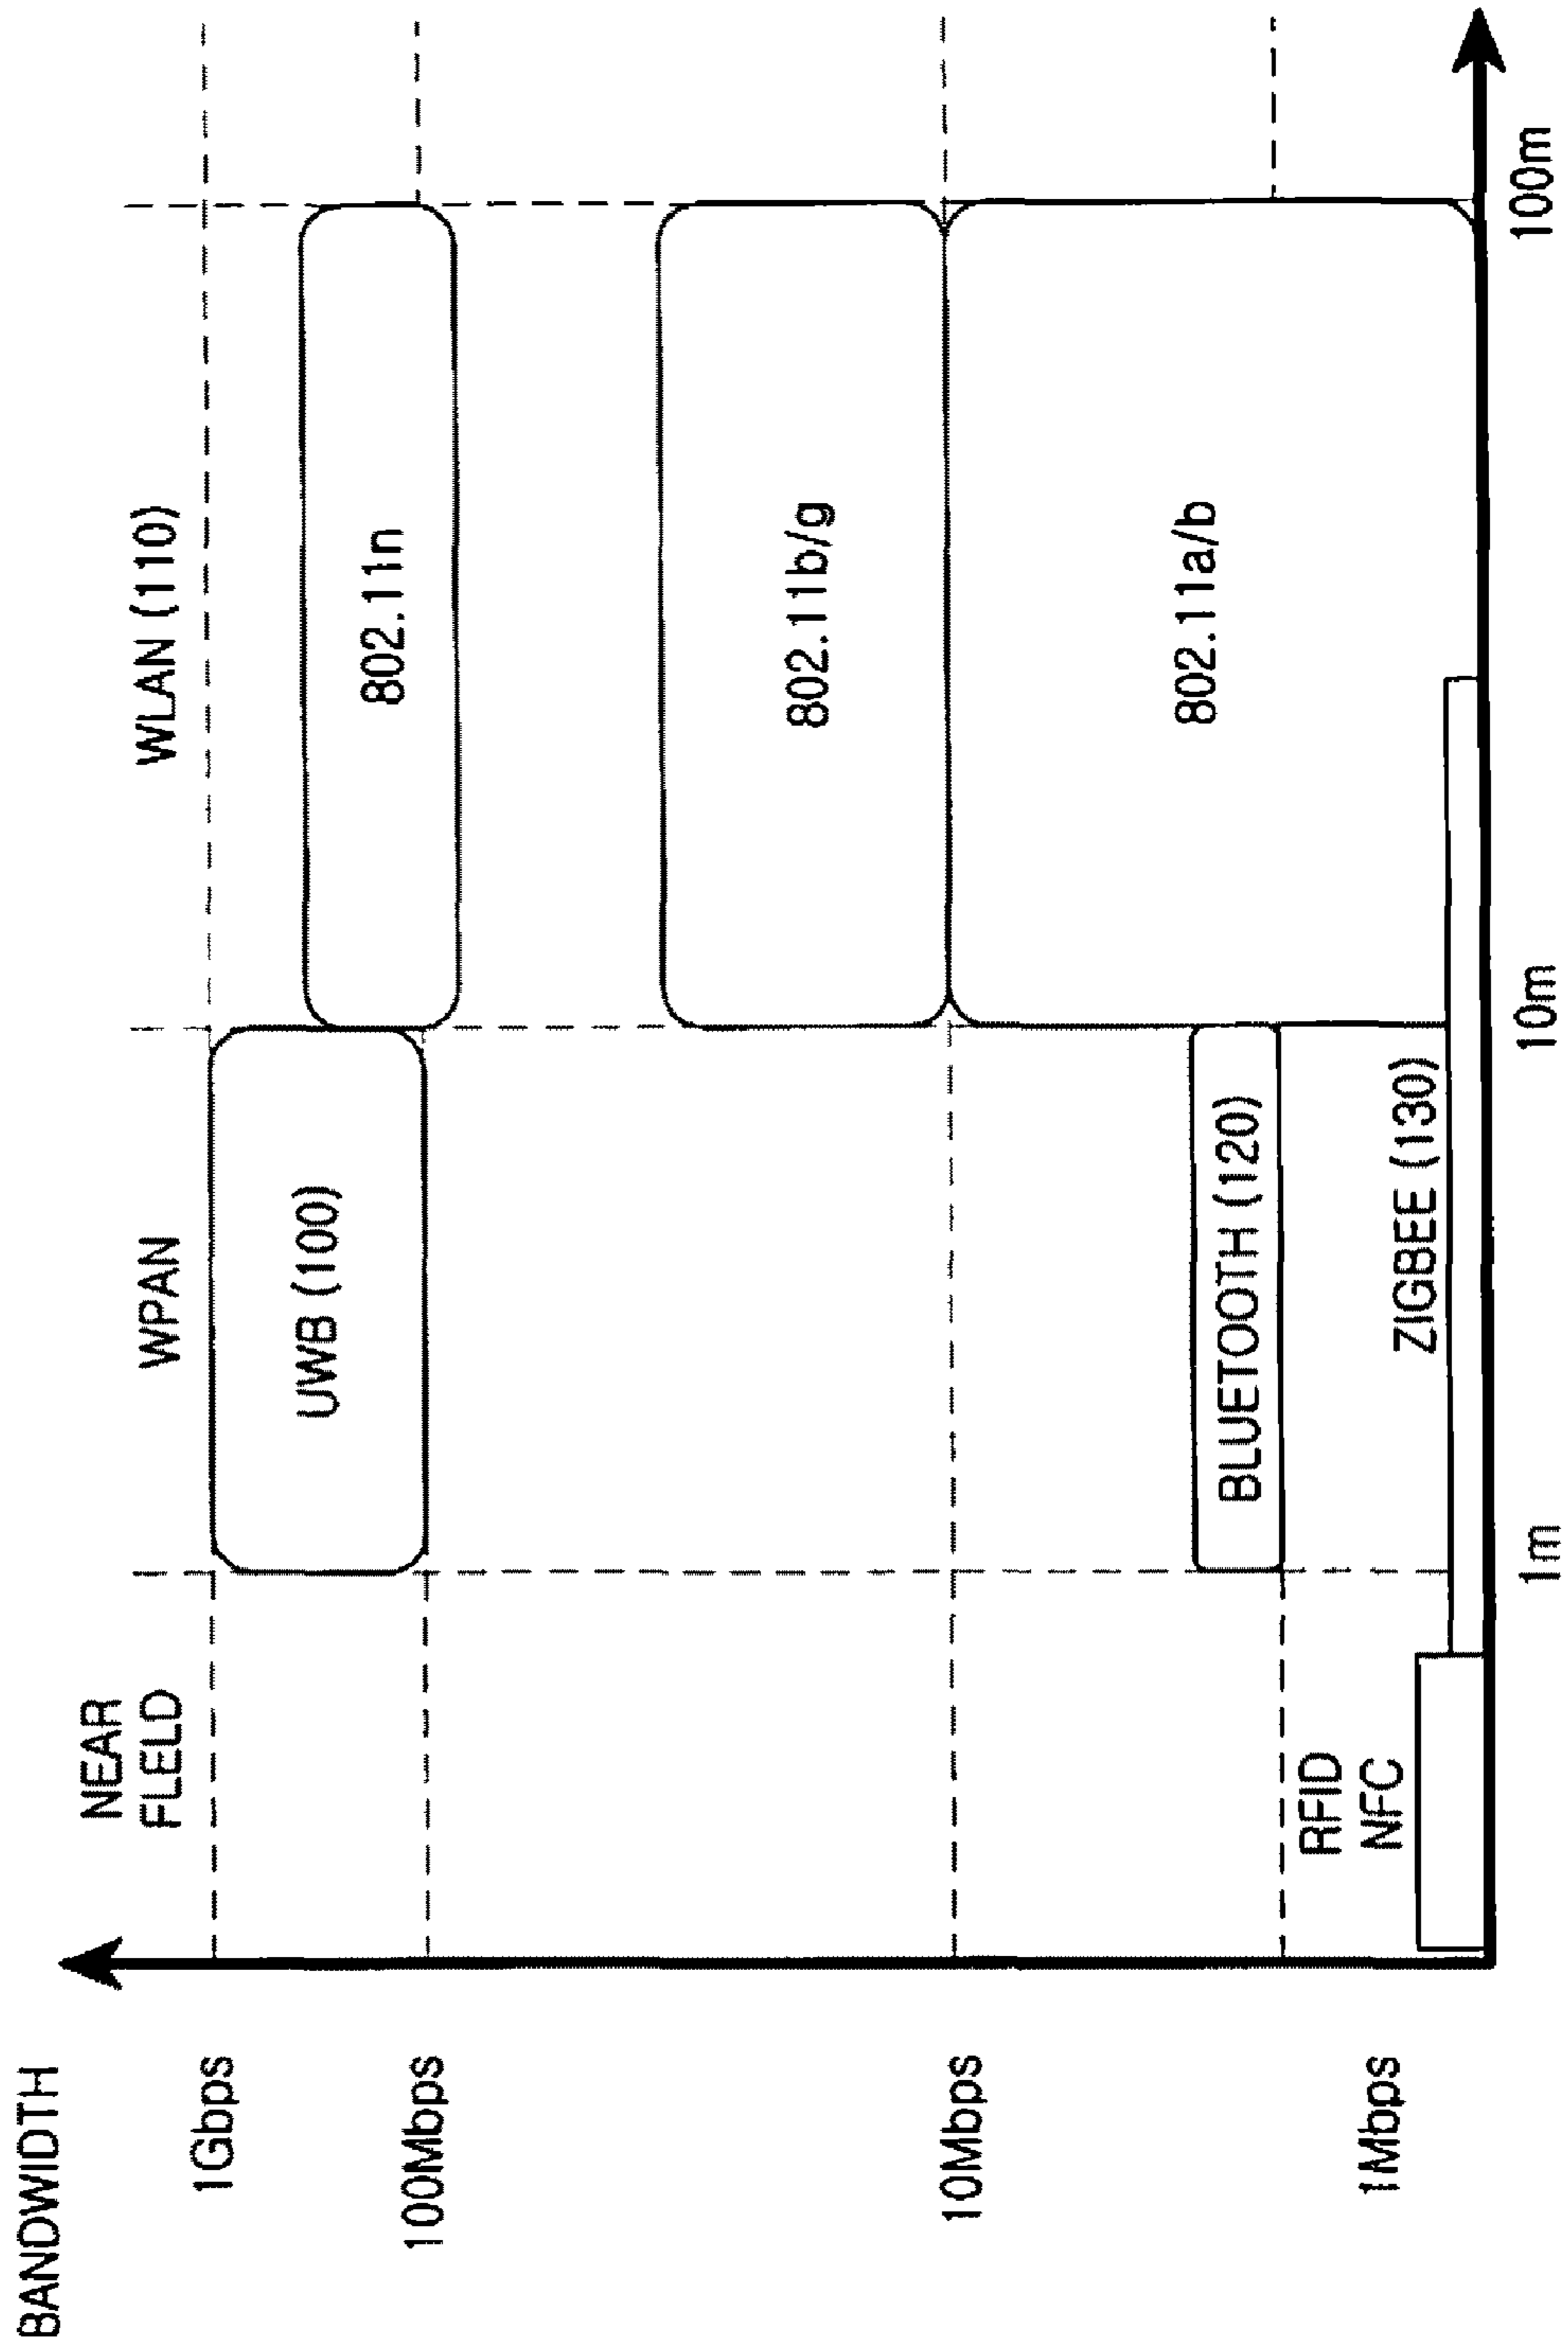 BANDWIDTH
NEAR
FLELD
WPAN
WLAN (110)
1Gbps
100Mbps
10Mbps
1Mbps
UWB (100)
802.11n
802.11b/g
802.11a/b
BLUETOOTH (120)
ZIGBEE (130)
RFID
NFC
1m
10m
100m